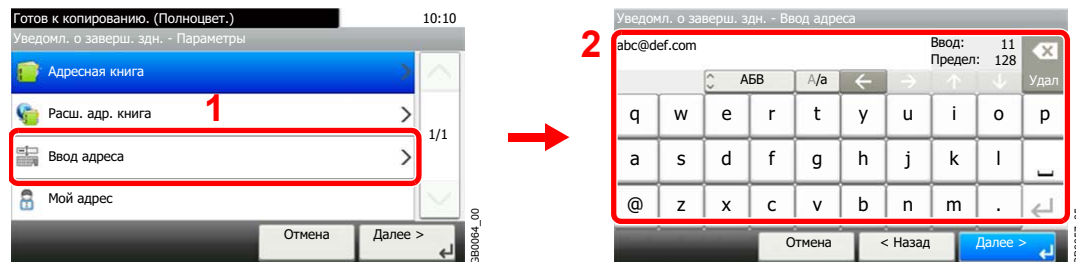 Готов к копированию. (Полноцвет.) 10:10
Уведомл. о заверш. здн. - Параметры
Адресная книга
Расш. адр. книга
1
1/1
Ввод адреса
Мой адрес
Отмена Далее >
GB0064_00
Уведомл. о заверш. здн. - Ввод адреса
2
abc@def.com
Ввод: 11
Предел: 128
АБВ A/a Удал
q w e r t y u i o p
a s d f g h j k l
@ z x c v b n m .
Отмена < Назад Далее >